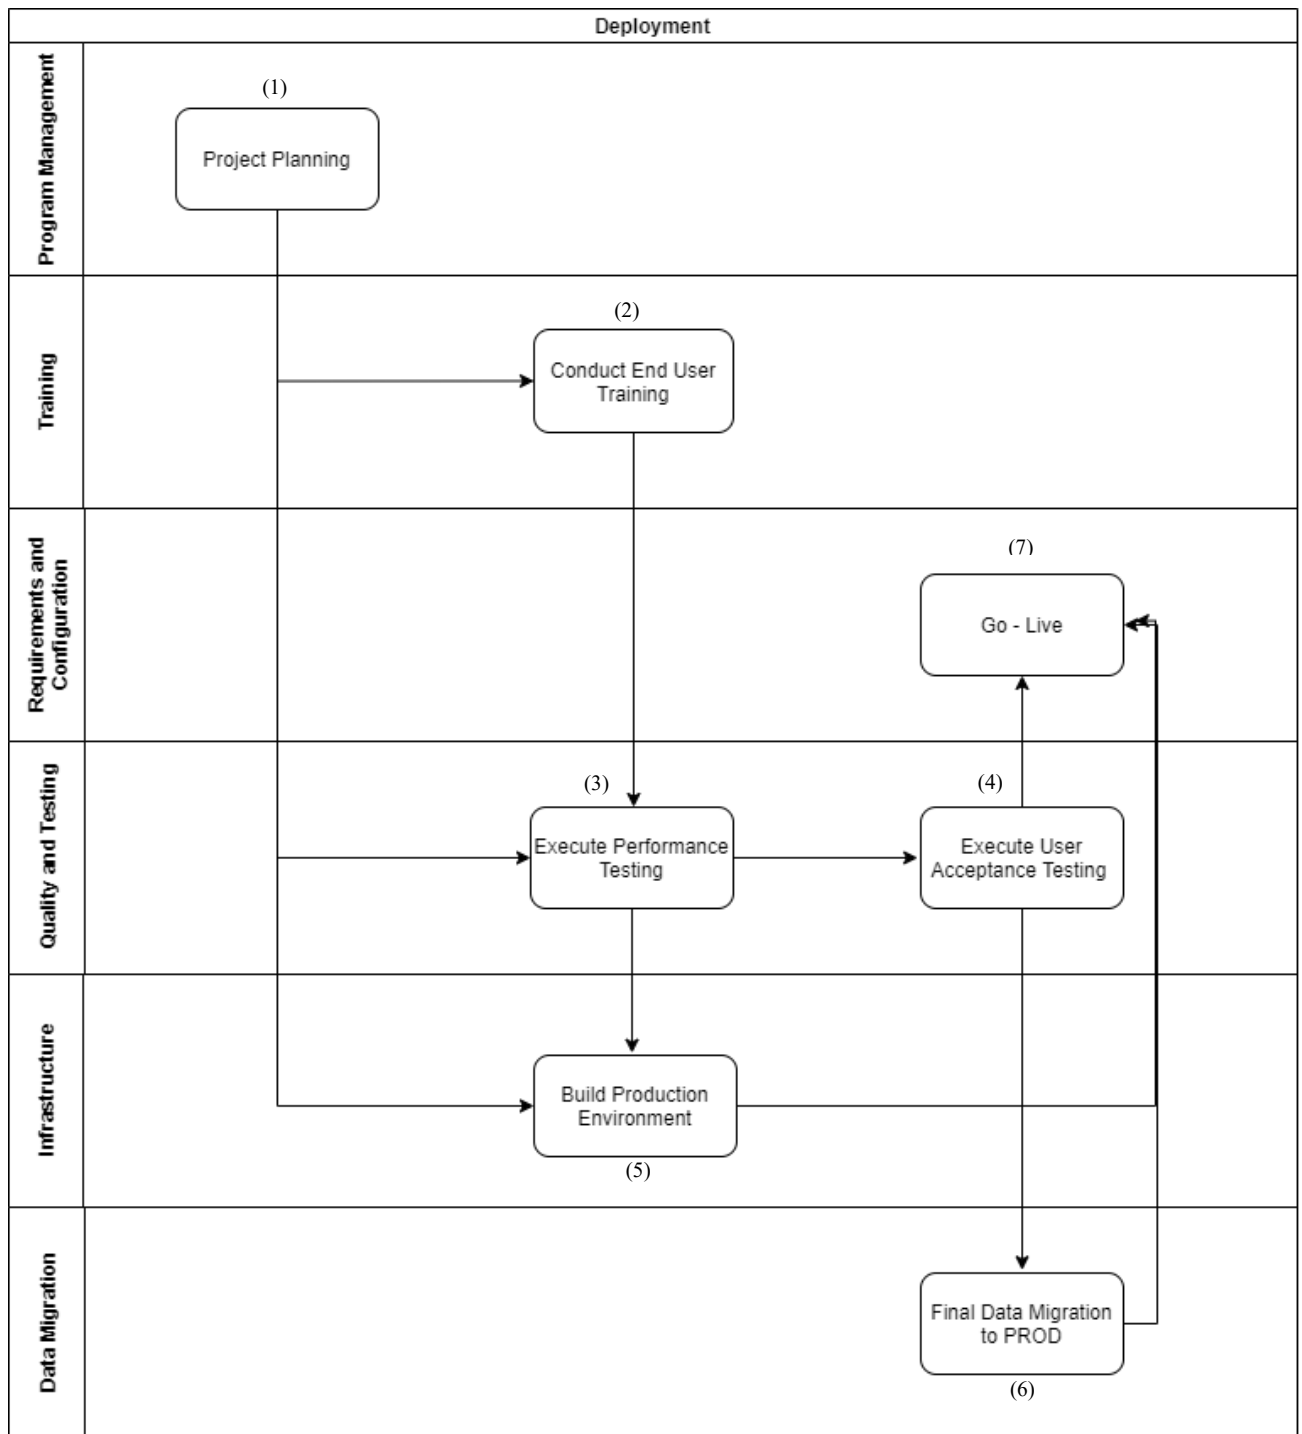 Deployment
Program Management
(1)
Project Planning
Training
(2)
Conduct End User
Training
Requirements and
Configuration
(7)
Go - Live
Quality and Testing
(3)
Execute Performance
Testing
(4)
Execute User
Acceptance Testing
Infrastructure
Build Production
Environment
(5)
Data Migration
Final Data Migration
to PROD
(6)